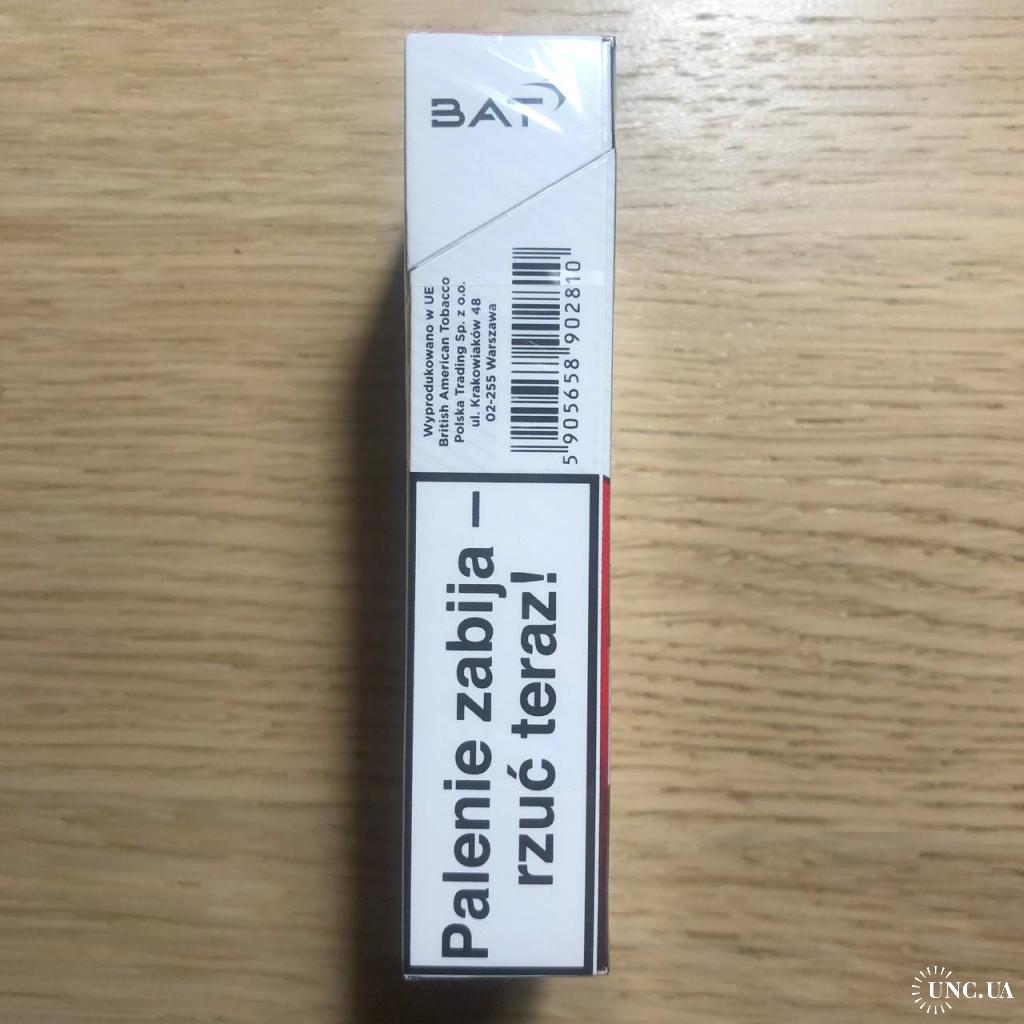 BAT
Wyprodukowano w UE
British American Tobacco
Polska Trading Sp. z o.o.
ul. Krakowiaków 48
02-255 Warszawa
5 905658 902810
Palenie zabija –
rzuć teraz!
UNC.UA